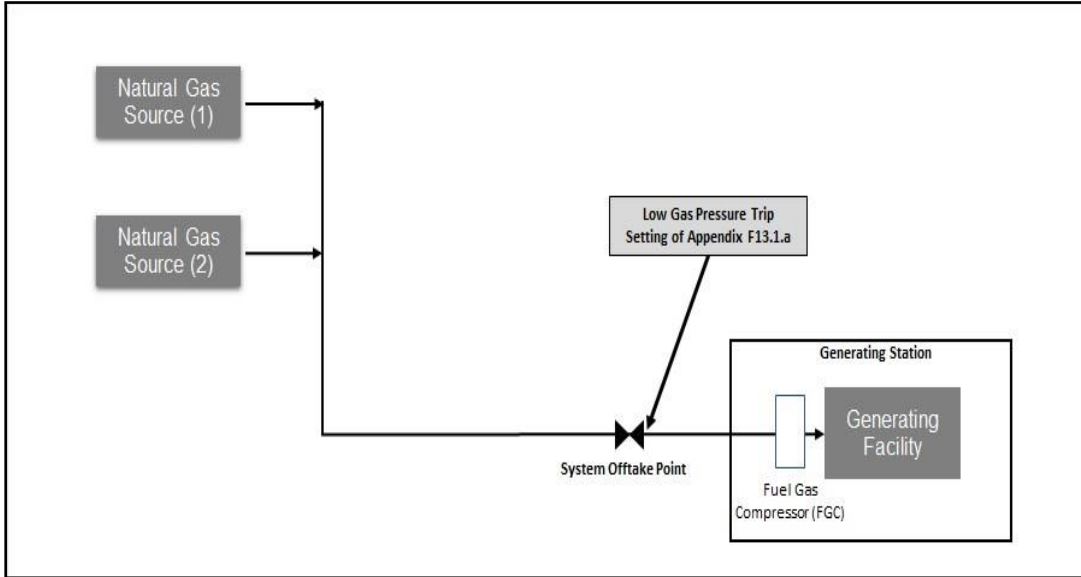 Natural Gas
Source (1)
Natural Gas
Source (2)
Low Gas Pressure Trip
Setting of Appendix F13.1.a
Generating Station
Generating
Facility
System Offtake Point
Fuel Gas
Compressor (FGC)